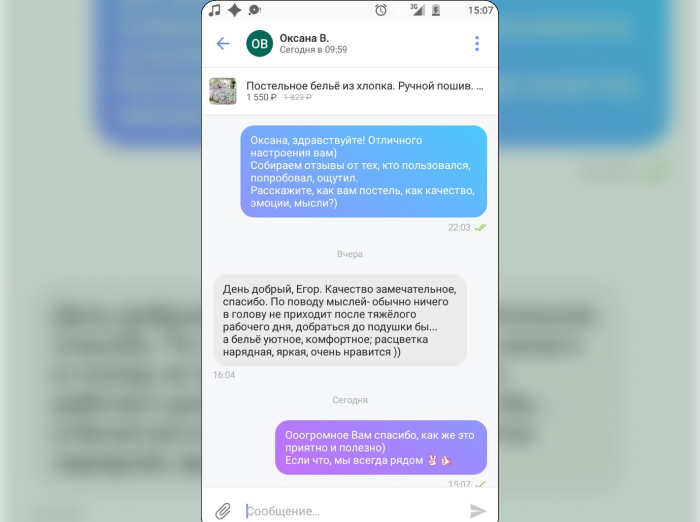 3G
15:07
ОВ
Оксана В.
Сегодня в 09:59
Постельное бельё из хлопка. Ручной пошив. ...
1 550 ₽ 1 823 ₽
Оксана, здравствуйте! Отличного
настроения вам)
Собираем отзывы от тех, кто пользовался,
попробовал, ощутил.
Расскажите, как вам постель, как качество,
эмоции, мысли?)
22:03
Вчера
День добрый, Егор. Качество замечательное,
спасибо. По поводу мыслей- обычно ничего
в голову не приходит после тяжёлого
рабочего дня, добраться до подушки бы...
а бельё уютное, комфортное; расцветка
нарядная, яркая, очень нравится ))
16:04
Сегодня
Ооогромное Вам спасибо, как же это
приятно и полезно)
Если что, мы всегда рядом ✌️👍
15:07
Сообщение...